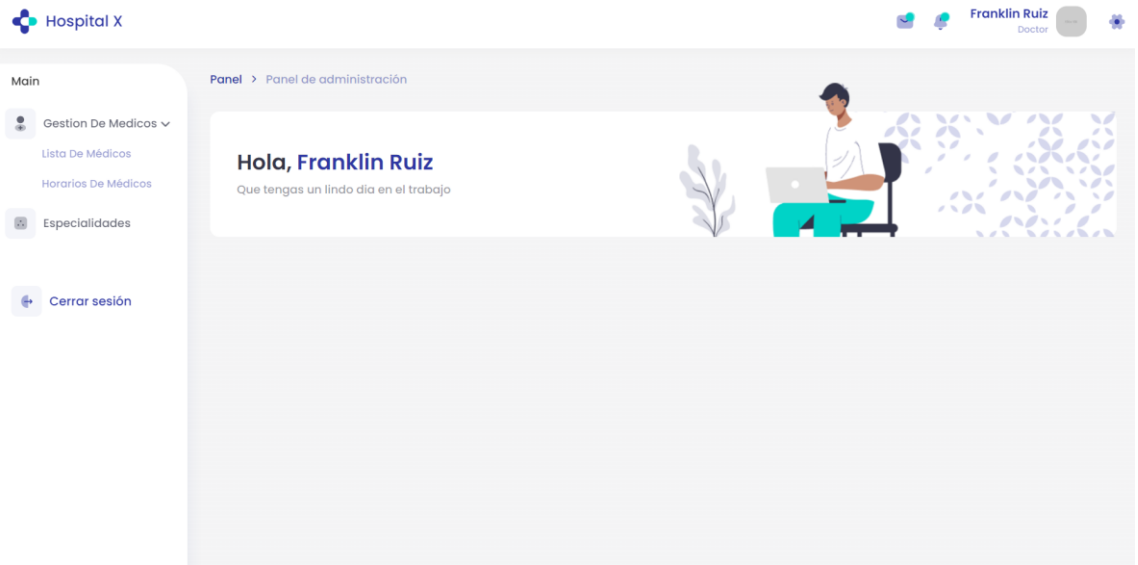 Hospital X
Franklin Ruiz
Doctor
Main
Gestion De Medicos
Lista De Médicos
Horarios De Médicos
Especialidades
Cerrar sesión
Panel > Panel de administración
Hola, Franklin Ruiz
Que tengas un lindo día en el trabajo